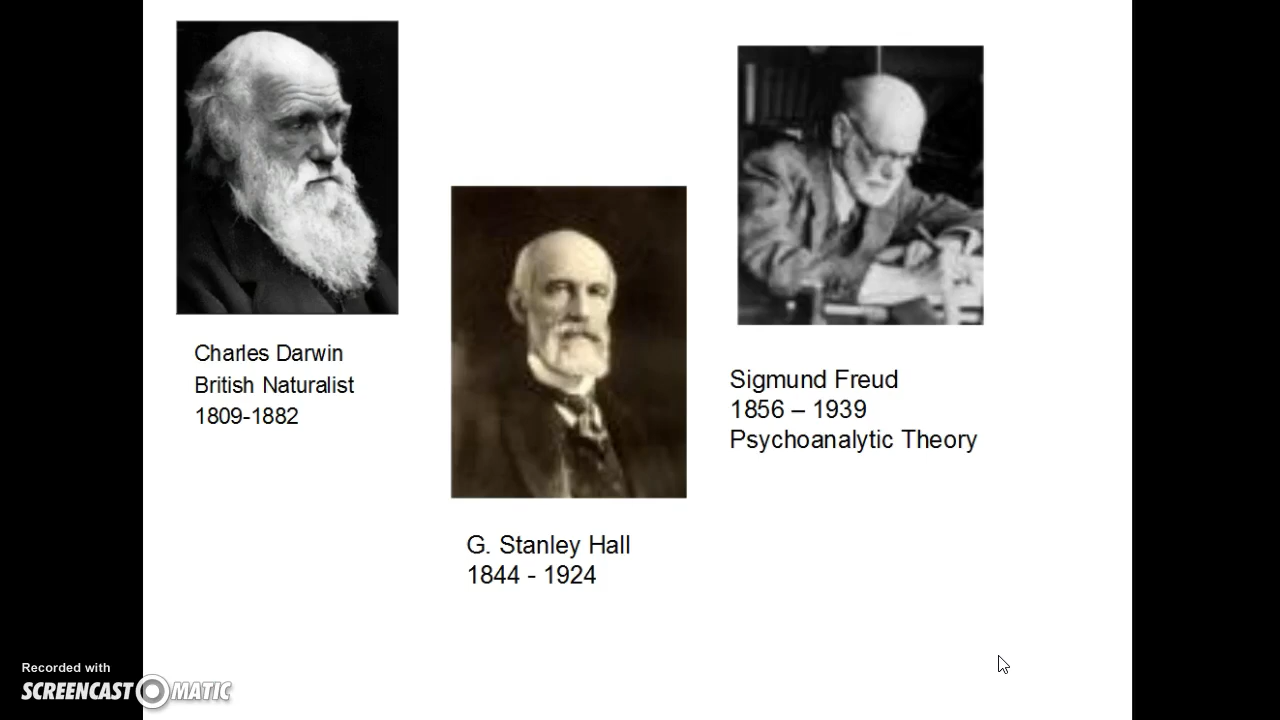 Charles Darwin
British Naturalist
1809-1882
G. Stanley Hall
1844 - 1924
Sigmund Freud
1856 – 1939
Psychoanalytic Theory
Recorded with
SCREENCAST MATIC